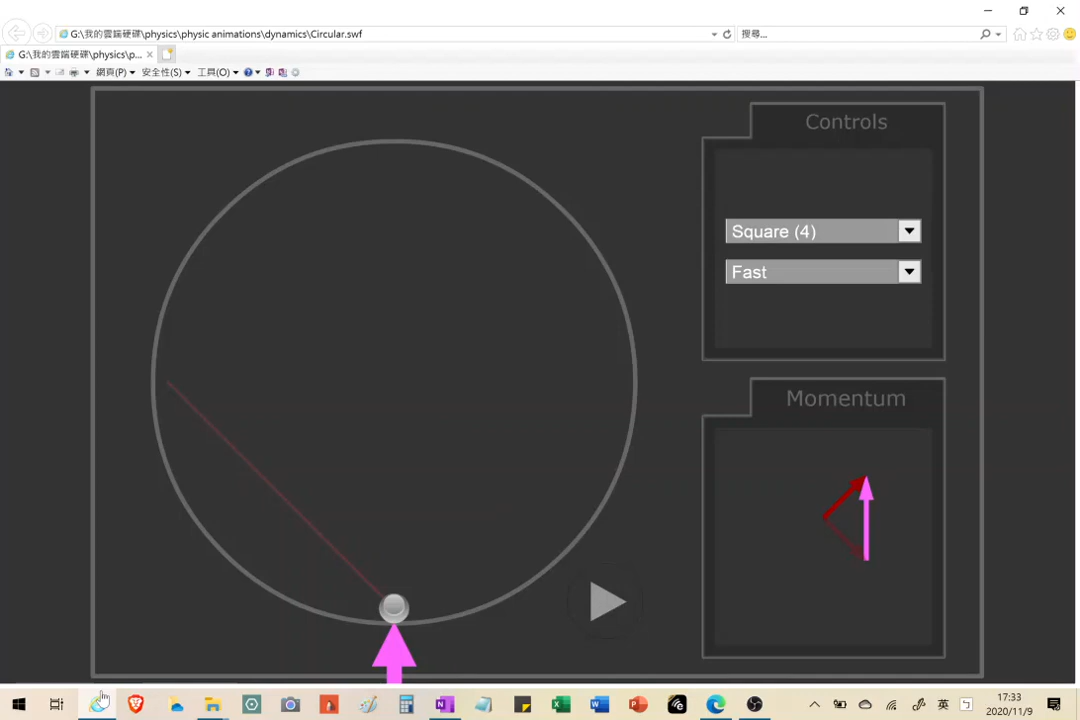 G:\我的雲端硬碟\physics\physic animations\dynamics\Circular.swf
搜尋...
G:\我的雲端硬碟\physics\p...
網頁(P)
安全性(S)
工具(O)
Controls
Square (4)
Fast
Momentum
英
17:33
2020/11/9